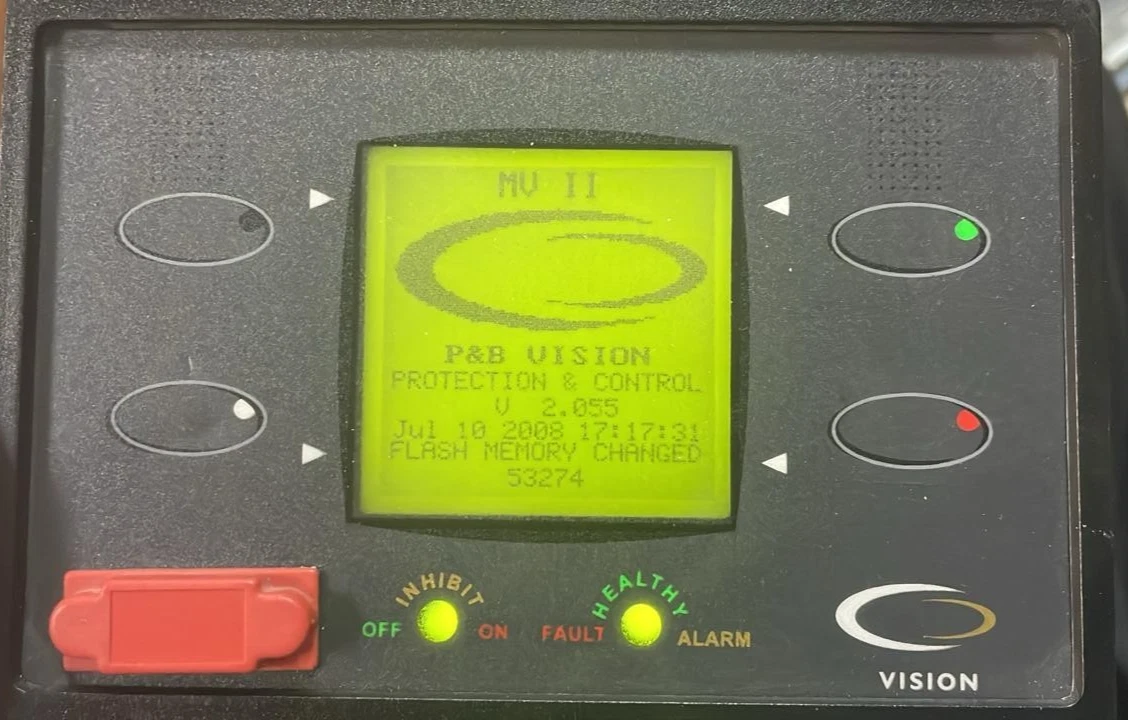 MV II
P&B VISION
PROTECTION & CONTROL
V 2.055
Jul 10 2008 17:17:31
FLASH MEMORY CHANGED
53274
INHIBIT
OFF
ON
HEALTHY
FAULT
ALARM
VISION